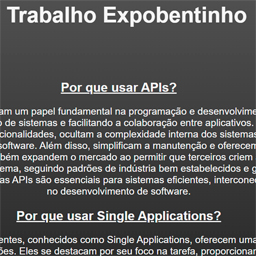 Trabalho Expobentinho
Por que usar APIs?
am um papel fundamental na programação e desenvolvime
o de sistemas e facilitando a colaboração entre aplicativos.
cionalidades, ocultam a complexidade interna dos sistemas
software. Além disso, simplificam a manutenção e oferecem
bém expandem o mercado ao permitir que terceiros criem
ema, seguindo padrões de indústria bem estabelecidos e g
as APIs são essenciais para sistemas eficientes, interconec
no desenvolvimento de software.
Por que usar Single Applications?
entes, conhecidos como Single Applications, oferecem uma
ões. Eles se destacam por seu foco na tarefa, proporcionar